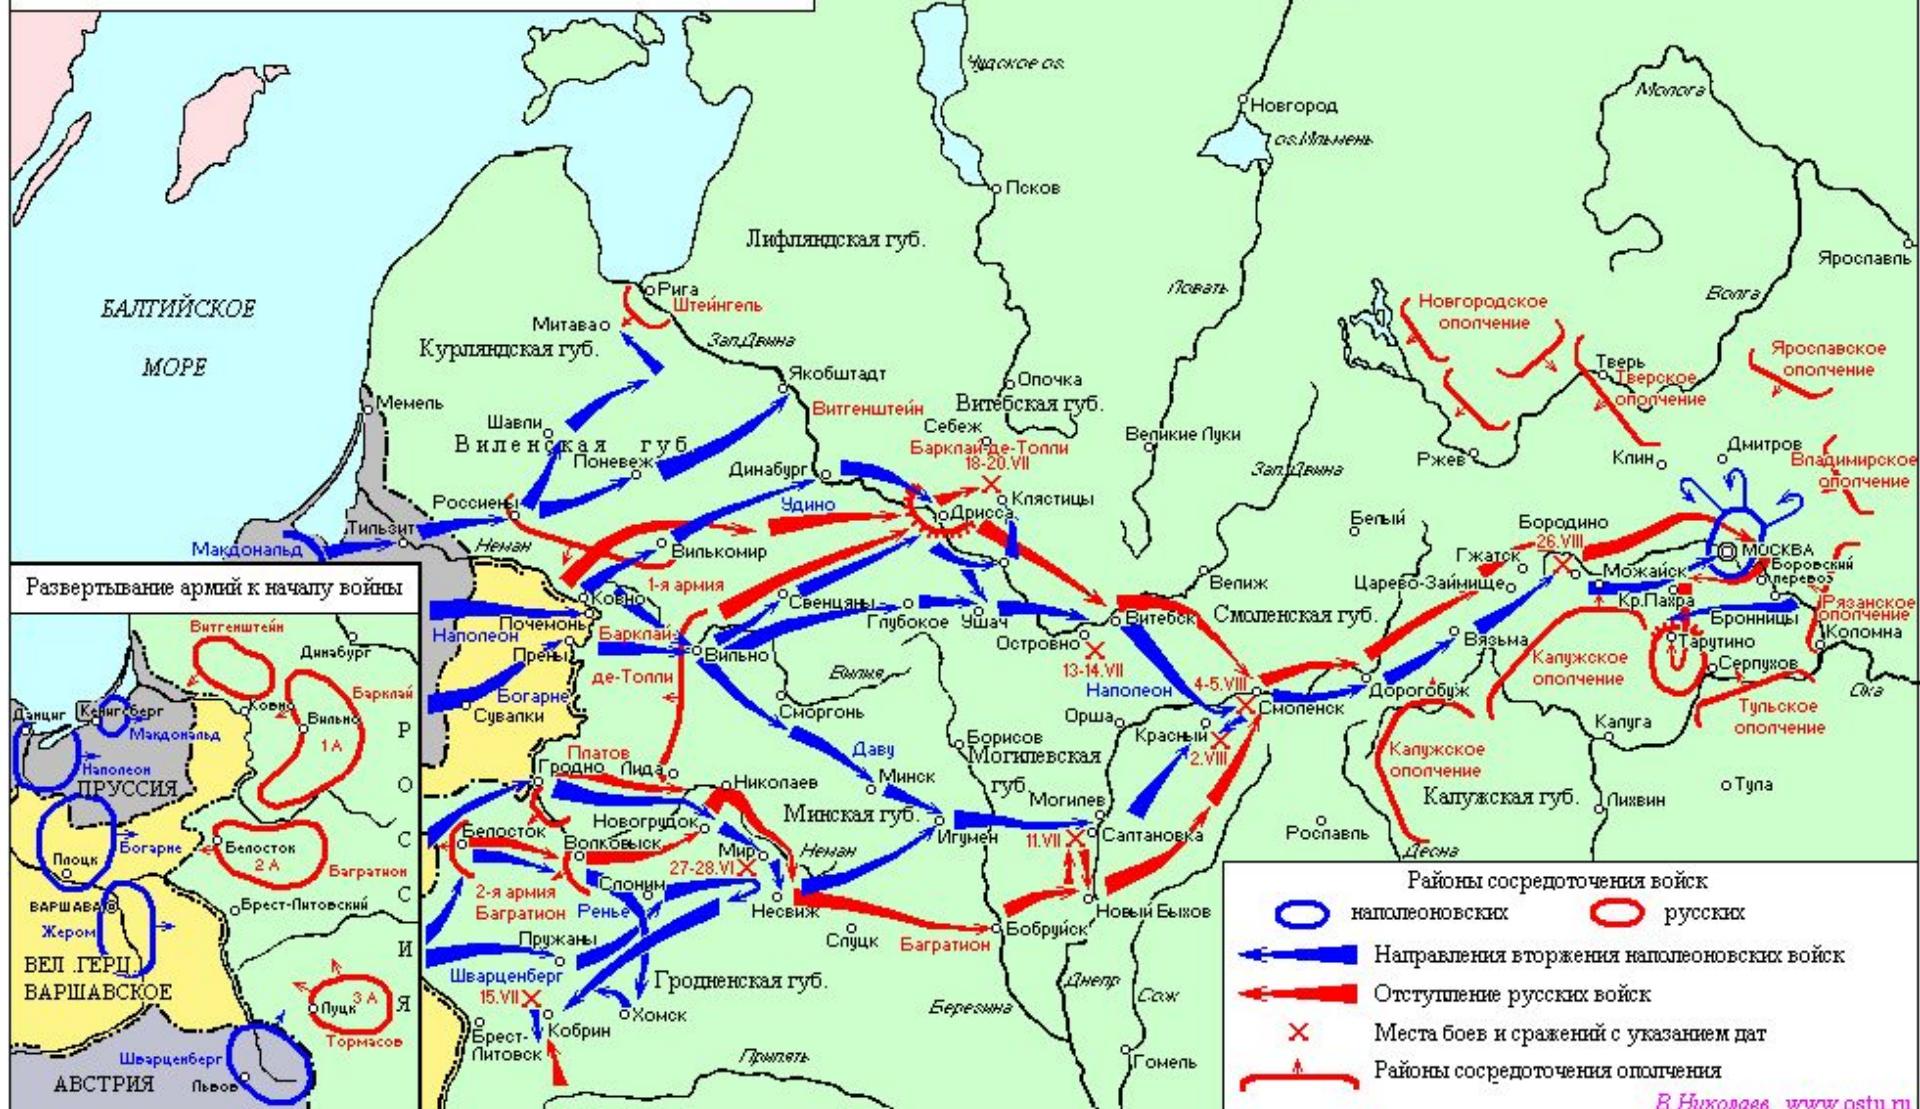 Чудское оз.
Новгород
оз.Ильмень
Молога
Псков
Лифляндская губ.
Ярославль
Ловать
Волга
БАЛТИЙСКОЕ
МОРЕ
Рига
Штейнгель
Митава
Курляндская губ.
Зап.Двина
Новгородское
ополчение
Ярославское
ополчение
Тверь
Тверское
ополчение
Якобштадт
Опочка
Витебская губ.
Мемель
Витгенштейн
Шавли
Виленская губ
Себеж
Барклай-де-Толли
18-20.VII
Великие Луки
Зап.Двина
Ржев
Клин
Дмитров
Владимирское
ополчение
Поневеж
Динабург
Россиены
Удино
Клястицы
Дрисса
Белый
Бородино
26.VIII
Тильзит
Макдональд
Неман
Вилькомир
Гжатск
МОСКВА
Можайск
Боровский
перевоз
1-я армия
Ковно
Свенцяны
Велиж
Царево-Займище
Кр.Пахра
Рязанское
ополчение
Наполеон
Почемонь
Глубокое
Ушач
Витебск
Смоленская губ.
Бронницы
Барклай-
де-Толли
Прены
Вильно
Островно
13-14.VII
Вязьма
Тарутино
Коломна
Калужское
ополчение
Серпухов
Богарне
Сувалки
Вилия
Наполеон
4-5.VIII
Смоленск
Дорогобуж
Ока
Тульское
ополчение
Сморгонь
Орша
Красный
2.VIII
Калуга
Платов
Гродно
Лида
Николаев
Даву
Минск
Борисов
Могилевская
губ
Калужское
ополчение
Калужская губ.
Тула
Лихвин
Новогрудок
Минская губ.
Могилев
Белосток
Волковыск
Мир
27-28.VI
Неман
Игумен
11.VII
Салтановка
Рославль
Десна
2-я армия
Багратион
Слоним
Ренье
Несвиж
Новый Быхов
Слуцк
Багратион
Бобруйск
Пружаны
Шварценберг
15.VII
Гродненская губ.
Хомск
Кобрин
Брест-
Литовск
Березина
Днепр
Сож
Припять
Гомель
Развертывание армий к началу войны
Витгенштейн
Динабург
Барклай
Ковно
Вильно
1 А
Данциг
Кенигсберг
Макдональд
Наполеон
ПРУССИЯ
Р
О
С
С
И
Я
Богарне
Белосток
2 А
Багратион
Плоцк
ВАРШАВА
Жером
Брест-Литовский
ВЕЛ .ГЕРЦ.
ВАРШАВСКОЕ
Луцк
3 А
Тормасов
Шварценберг
Львов
АВСТРИЯ
Районы сосредоточения войск
наполеоновских
русских
Направления вторжения наполеоновских войск
Отступление русских войск
Места боев и сражений с указанием дат
Районы сосредоточения ополчения
В.Николаев www.ostu.ru